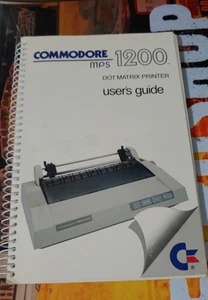 COMMODORE
MPS 1200
DOT MATRIX PRINTER
user's guide